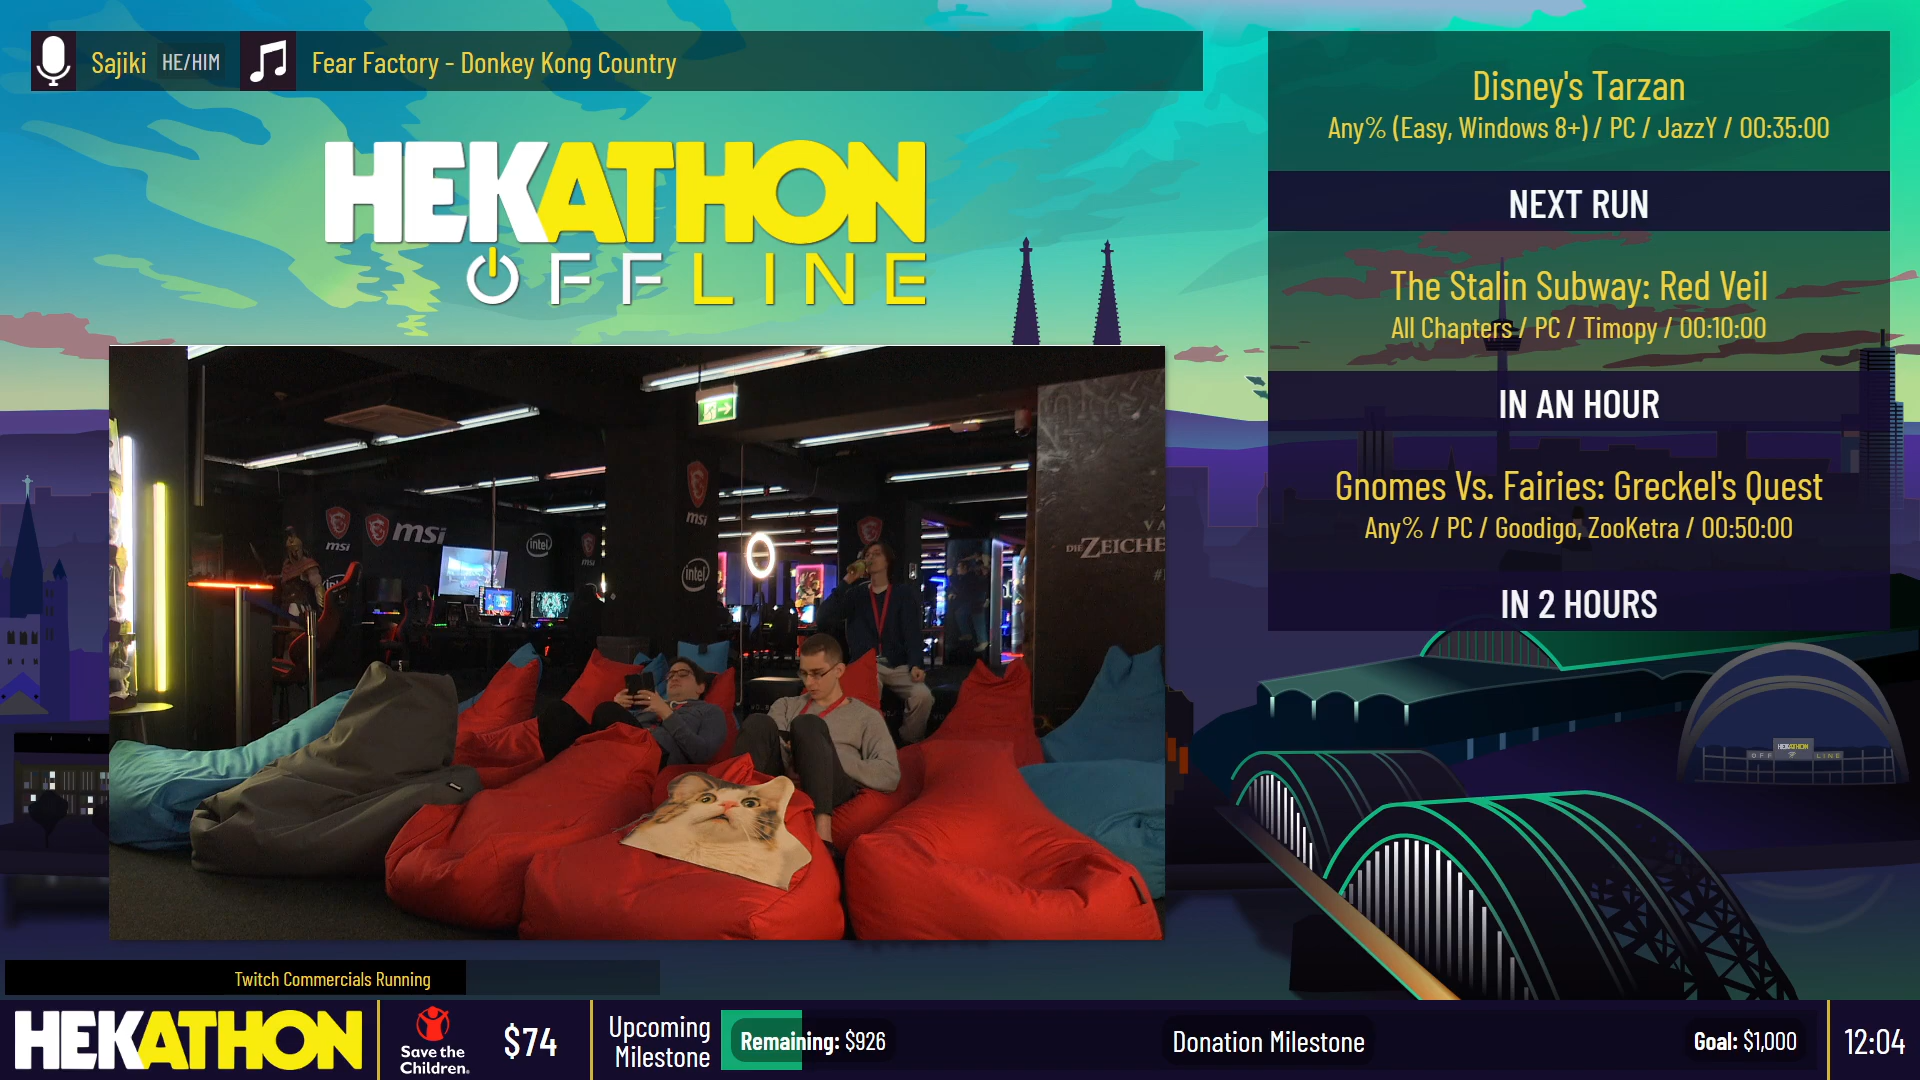 Sajiki HE/HIM
Fear Factory - Donkey Kong Country
HEKATHON
OFFLINE
Disney's Tarzan
Any% (Easy, Windows 8+) / PC / JazzY / 00:35:00
NEXT RUN
The Stalin Subway: Red Veil
All Chapters / PC / Timopy / 00:10:00
IN AN HOUR
Gnomes Vs. Fairies: Greckel's Quest
Any% / PC / Goodigo, ZooKetra / 00:50:00
IN 2 HOURS
msi
msi
msi
msi
intel
intel
DIE ZEICHE
HEKATHON
OFF LINE
Twitch Commercials Running
HEKATHON
Save the
Children.
$74
Upcoming
Milestone
Remaining: $926
Donation Milestone
Goal: $1,000
12:04